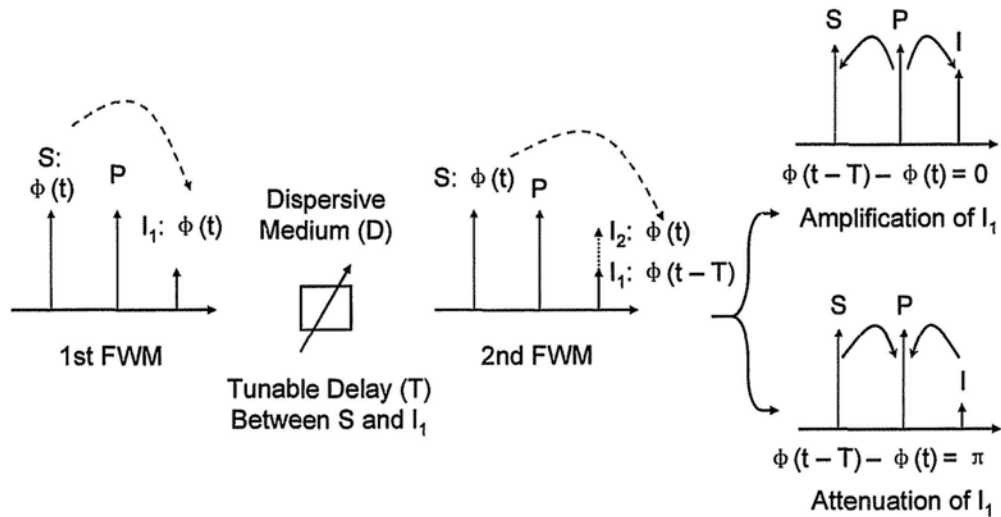 S:
Φ(t)
P
I₁: Φ(t)
1st FWM
Dispersive
Medium (D)
Tunable Delay (T)
Between S and I₁
S: Φ(t)
P
I₂: Φ(t)
I₁: Φ(t−T)
2nd FWM
S
P
I
Φ(t−T) − Φ(t) = 0
Amplification of I₁
S
P
I
Φ(t−T) − Φ(t) = π
Attenuation of I₁